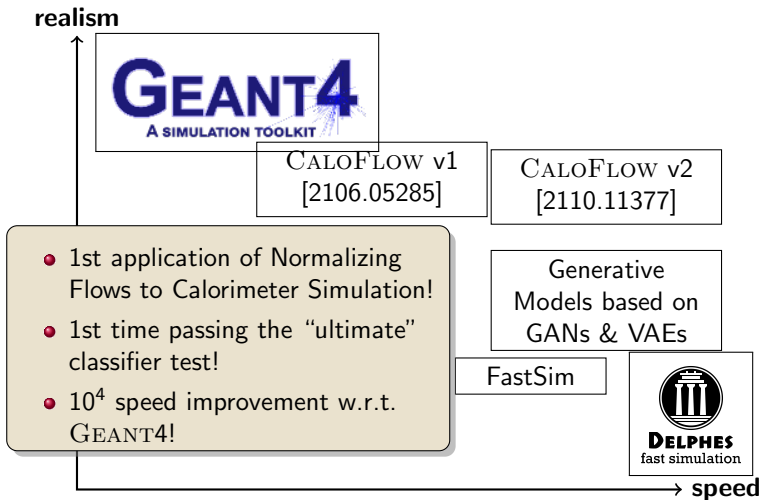 realism
GEANT4
A SIMULATION TOOLKIT
CALOFLOW v1
[2106.05285]
CALOFLOW v2
[2110.11377]
1st application of Normalizing
Flows to Calorimeter Simulation!
1st time passing the “ultimate”
classifier test!
10⁴ speed improvement w.r.t.
GEANT4!
Generative
Models based on
GANs & VAEs
FastSim
DELPHES
fast simulation
speed